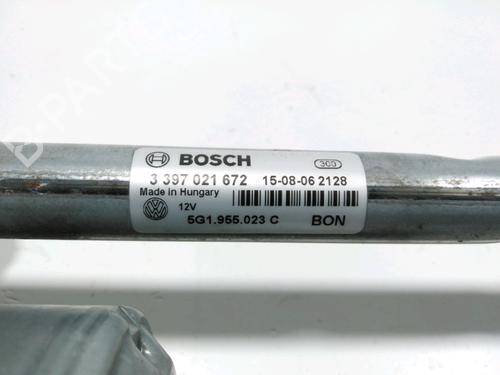 BOSCH 300
3 397 021 672 15-08-06 2128
Made in Hungary
12V
5G1.955.023 C BON